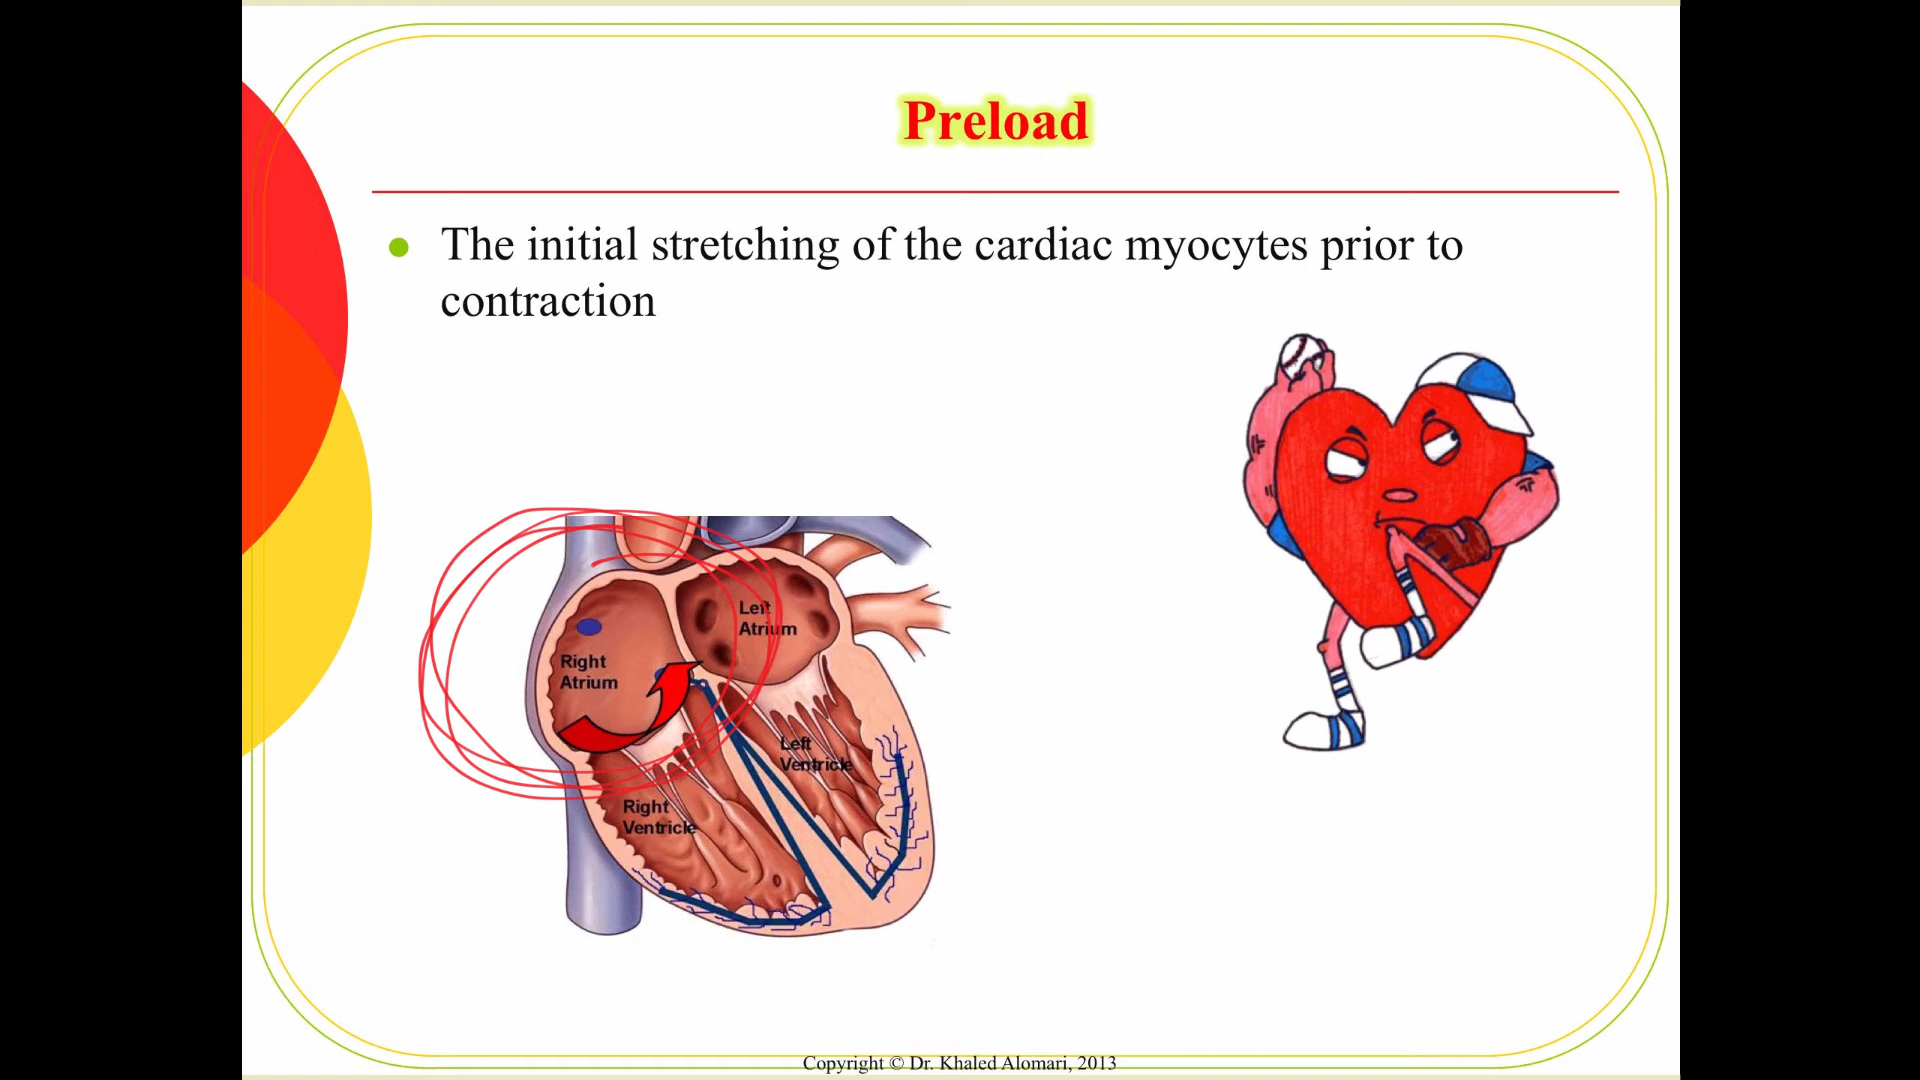 Preload
The initial stretching of the cardiac myocytes prior to
contraction
Left
Atrium
Right
Atrium
Left
Ventricle
Right
Ventricle
Copyright © Dr. Khaled Alomari, 2013